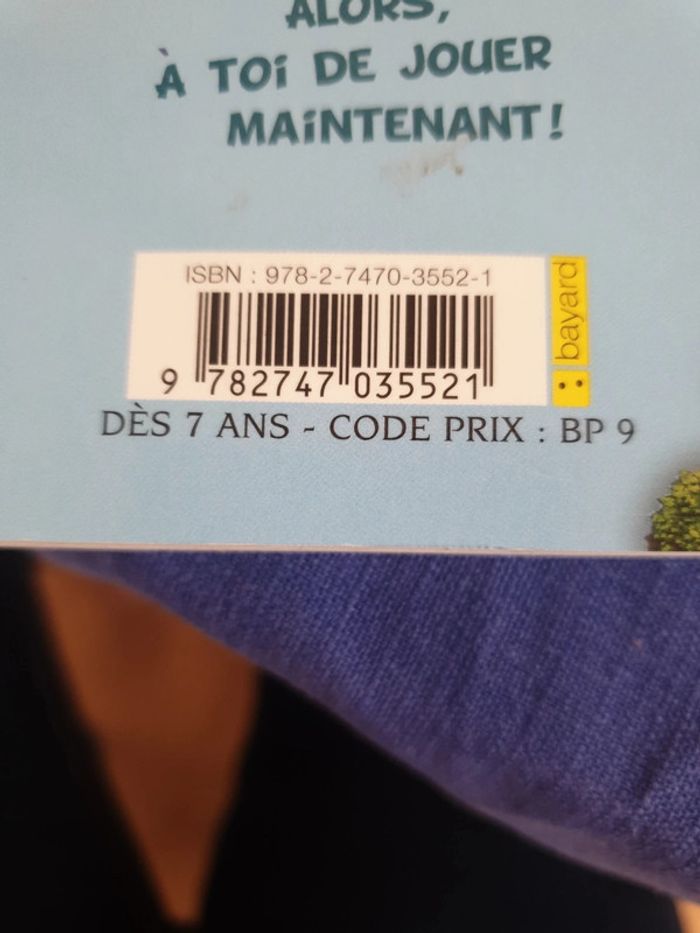 ALORS,
À TOi DE JOUER
MAiNTENANT!
ISBN : 978-2-7470-3552-1
bayard
9 782747 035521
DÈS 7 ANS - CODE PRIX : BP 9